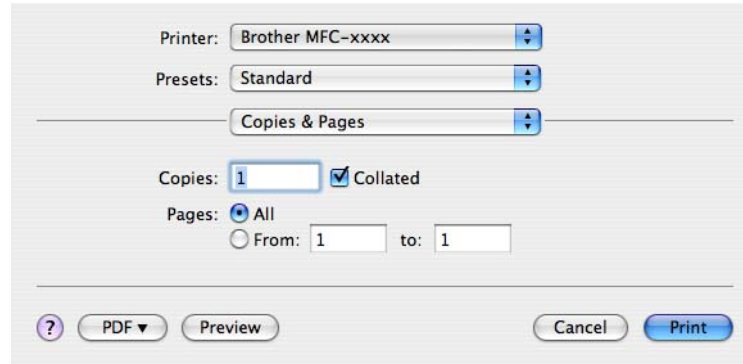 Printer: Brother MFC-xxxx
Presets: Standard
Copies & Pages
Copies: 1 Collated
Pages: All
From: 1 to: 1
? PDF ▼ Preview Cancel Print